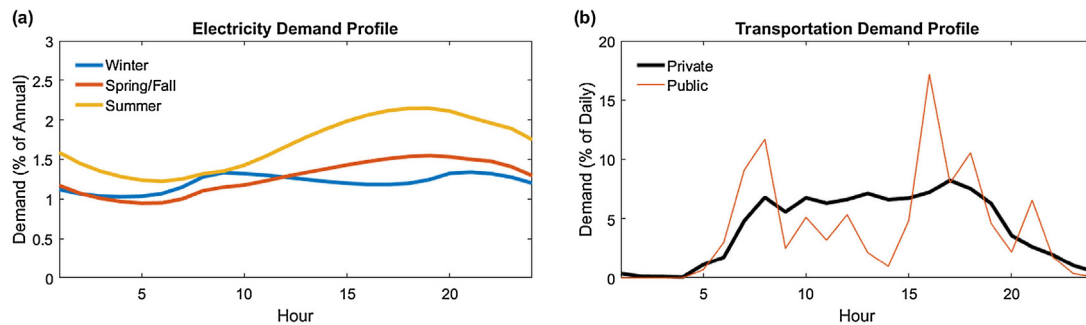 (a)
Electricity Demand Profile
Demand (% of Annual)
3
2.5
2
1.5
1
0.5
0
Winter
Spring/Fall
Summer
5
10
15
20
Hour
(b)
Transportation Demand Profile
Demand (% of Daily)
20
15
10
5
0
Private
Public
5
10
15
20
Hour